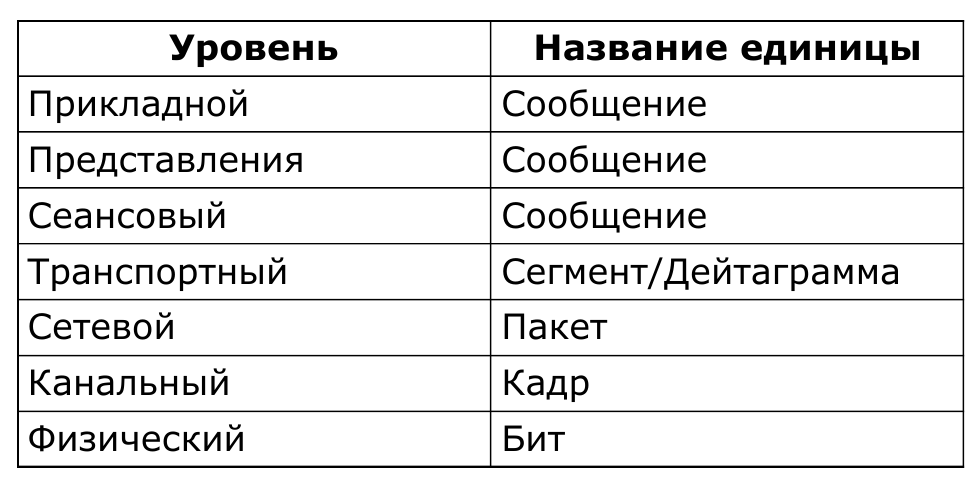 Уровень Название единицы
Прикладной Сообщение
Представления Сообщение
Сеансовый Сообщение
Транспортный Сегмент/Дейтаграмма
Сетевой Пакет
Канальный Кадр
Физический Бит